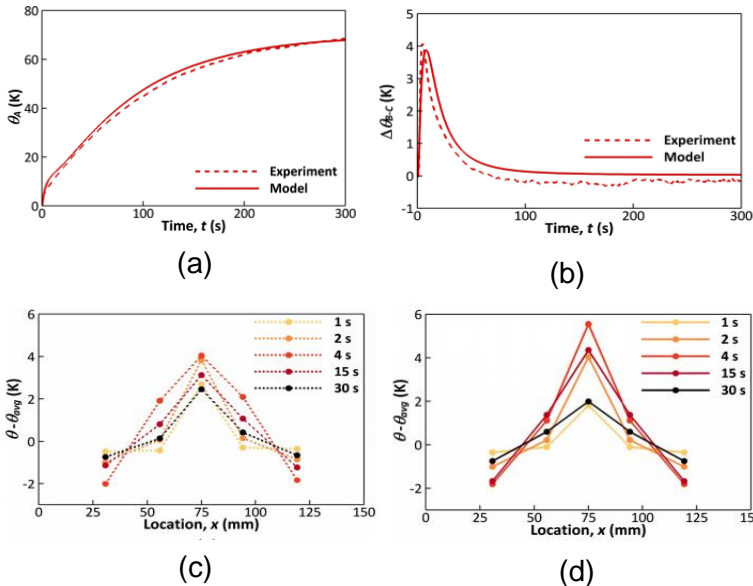 80
60
40
20
0
θA (K)
Experiment
Model
0 100 200 300
Time, t (s)
(a)
5
4
3
2
1
0
-1
ΔθB-C (K)
Experiment
Model
0 100 200 300
Time, t (s)
(b)
6
4
2
0
-2
θ-θavg (K)
1 s
2 s
4 s
15 s
30 s
0 25 50 75 100 125 150
Location, x (mm)
(c)
6
4
2
0
-2
θ-θavg (K)
1 s
2 s
4 s
15 s
30 s
0 25 50 75 100 125 150
Location, x (mm)
(d)